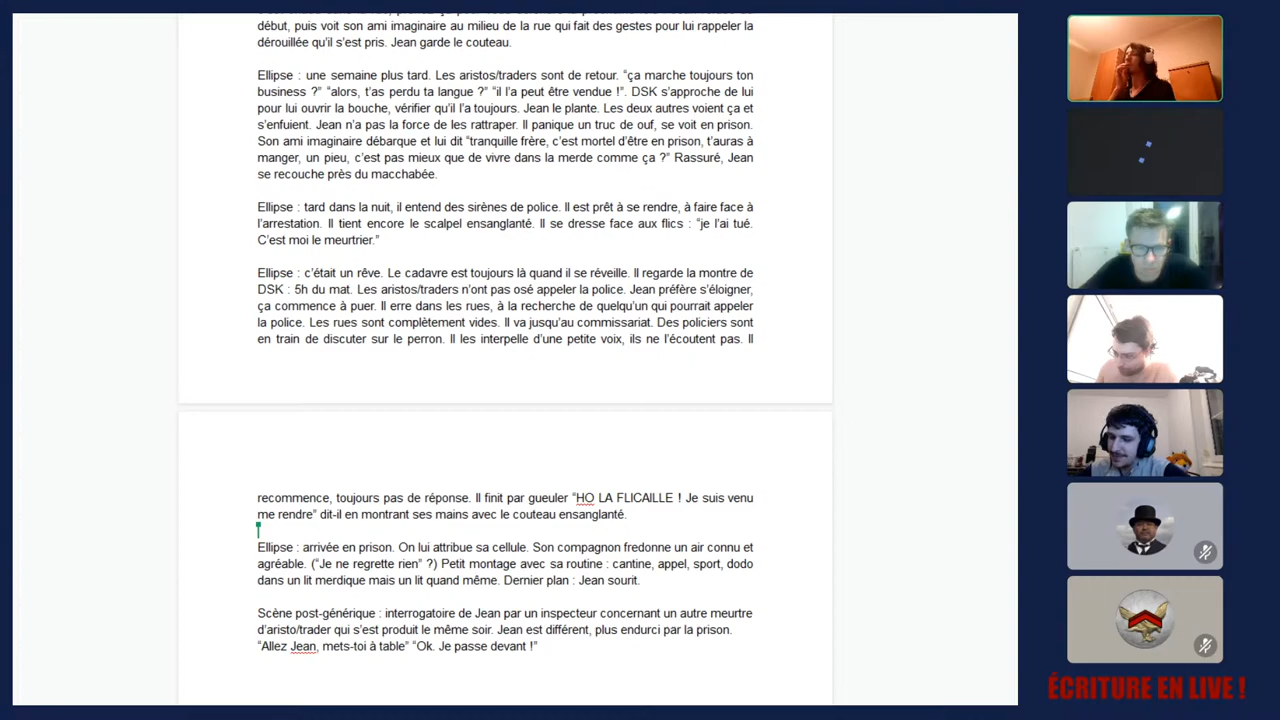 début, puis voit son ami imaginaire au milieu de la rue qui fait des gestes pour lui rappeler la
dérouillée qu’il s’est pris. Jean garde le couteau.
Ellipse : une semaine plus tard. Les aristos/traders sont de retour. “ça marche toujours ton
business ?” “alors, t’as perdu ta langue ?” “il l’a peut être vendue !”. DSK s’approche de lui
pour lui ouvrir la bouche, vérifier qu’il l’a toujours. Jean le plante. Les deux autres voient ça et
s’enfuient. Jean n’a pas la force de les rattraper. Il panique un truc de ouf, se voit en prison.
Son ami imaginaire débarque et lui dit “tranquille frère, c’est mortel d’être en prison, t’auras à
manger, un pieu, c’est pas mieux que de vivre dans la merde comme ça ?” Rassuré, Jean
se recouche près du macchabée.
Ellipse : tard dans la nuit, il entend des sirènes de police. Il est prêt à se rendre, à faire face à
l’arrestation. Il tient encore le scalpel ensanglanté. Il se dresse face aux flics : “je l’ai tué.
C’est moi le meurtrier.”
Ellipse : c’était un rêve. Le cadavre est toujours là quand il se réveille. Il regarde la montre de
DSK : 5h du mat. Les aristos/traders n’ont pas osé appeler la police. Jean préfère s’éloigner,
ça commence à puer. Il erre dans les rues, à la recherche de quelqu’un qui pourrait appeler
la police. Les rues sont complètement vides. Il va jusqu’au commissariat. Des policiers sont
en train de discuter sur le perron. Il les interpelle d’une petite voix, ils ne l’écoutent pas. Il
recommence, toujours pas de réponse. Il finit par gueuler “HO LA FLICAILLE ! Je suis venu
me rendre” dit-il en montrant ses mains avec le couteau ensanglanté.
Ellipse : arrivée en prison. On lui attribue sa cellule. Son compagnon fredonne un air connu et
agréable. (“Je ne regrette rien” ?) Petit montage avec sa routine : cantine, appel, sport, dodo
dans un lit merdique mais un lit quand même. Dernier plan : Jean sourit.
Scène post-générique : interrogatoire de Jean par un inspecteur concernant un autre meurtre
d’aristo/trader qui s’est produit le même soir. Jean est différent, plus endurci par la prison.
“Allez Jean, mets-toi à table” “Ok. Je passe devant !”
ÉCRITURE EN LIVE !